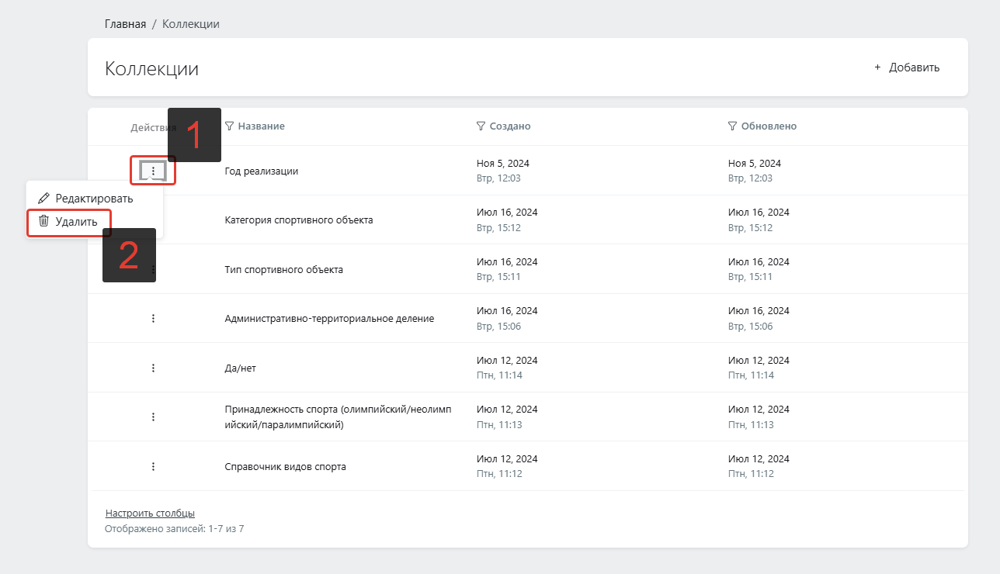 Главная / Коллекции
Коллекции
+ Добавить
Действия
1
Название
Создано
Обновлено
Год реализации
Ноя 5, 2024
Втр, 12:03
Ноя 5, 2024
Втр, 12:03
Редактировать
Удалить
2
Категория спортивного объекта
Июл 16, 2024
Втр, 15:12
Июл 16, 2024
Втр, 15:12
Тип спортивного объекта
Июл 16, 2024
Втр, 15:11
Июл 16, 2024
Втр, 15:11
Административно-территориальное деление
Июл 16, 2024
Втр, 15:06
Июл 16, 2024
Втр, 15:06
Да/нет
Июл 12, 2024
Птн, 11:14
Июл 12, 2024
Птн, 11:14
Принадлежность спорта (олимпийский/неолимп
ийский/паралимпийский)
Июл 12, 2024
Птн, 11:13
Июл 12, 2024
Птн, 11:13
Справочник видов спорта
Июл 12, 2024
Птн, 11:12
Июл 12, 2024
Птн, 11:12
Настроить столбцы
Отображено записей: 1-7 из 7